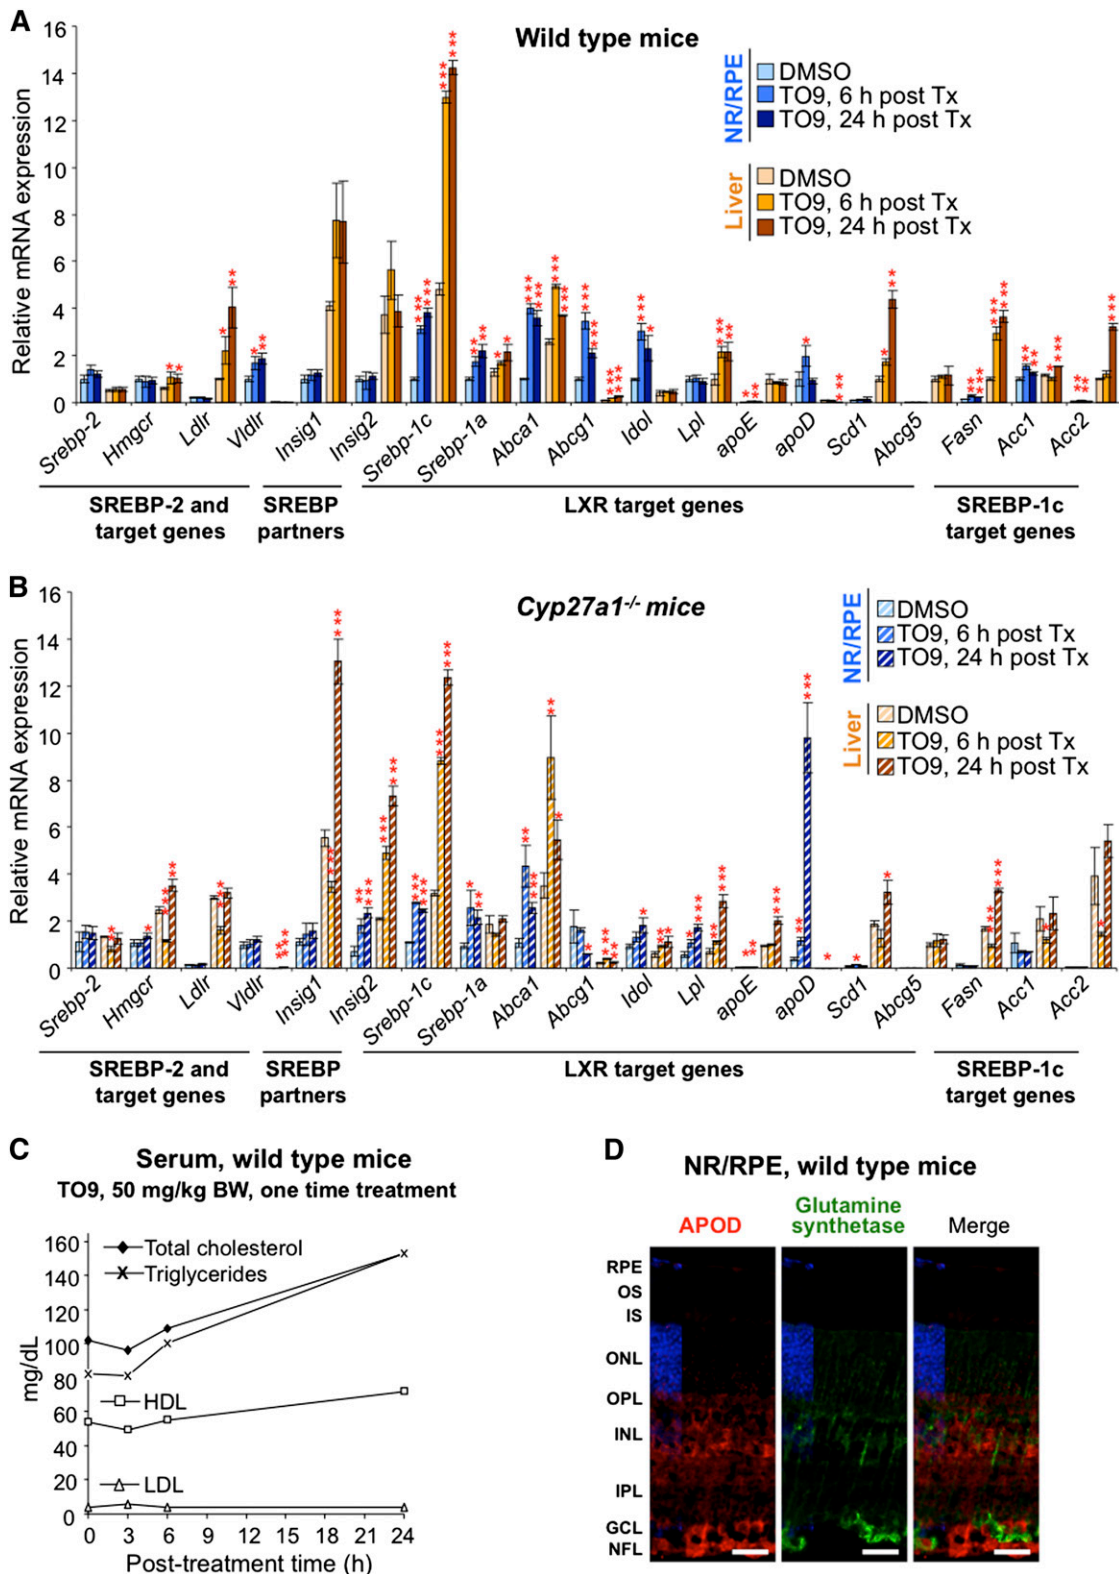 A
Wild type mice
Relative mRNA expression
16
14
12
10
8
6
4
2
0
NR/RPE
DMSO
TO9, 6 h post Tx
TO9, 24 h post Tx
Liver
DMSO
TO9, 6 h post Tx
TO9, 24 h post Tx
Srebp-2
Hmgcr
Ldlr
Vldlr
Insig1
Insig2
Srebp-1c
Srebp-1a
Abca1
Abcg1
Idol
Lpl
apoE
apoD
Scd1
Abcg5
Fasn
Acc1
Acc2
SREBP-2 and
target genes
SREBP
partners
LXR target genes
SREBP-1c
target genes
B
Cyp27a1-/- mice
Relative mRNA expression
16
14
12
10
8
6
4
2
0
NR/RPE
DMSO
TO9, 6 h post Tx
TO9, 24 h post Tx
Liver
DMSO
TO9, 6 h post Tx
TO9, 24 h post Tx
Srebp-2
Hmgcr
Ldlr
Vldlr
Insig1
Insig2
Srebp-1c
Srebp-1a
Abca1
Abcg1
Idol
Lpl
apoE
apoD
Scd1
Abcg5
Fasn
Acc1
Acc2
SREBP-2 and
target genes
SREBP
partners
LXR target genes
SREBP-1c
target genes
C
Serum, wild type mice
TO9, 50 mg/kg BW, one time treatment
mg/dL
160
140
120
100
80
60
40
20
0
Total cholesterol
Triglycerides
HDL
LDL
0 3 6 9 12 15 18 21 24
Post-treatment time (h)
D
NR/RPE, wild type mice
APOD
Glutamine
synthetase
Merge
RPE
OS
IS
ONL
OPL
INL
IPL
GCL
NFL